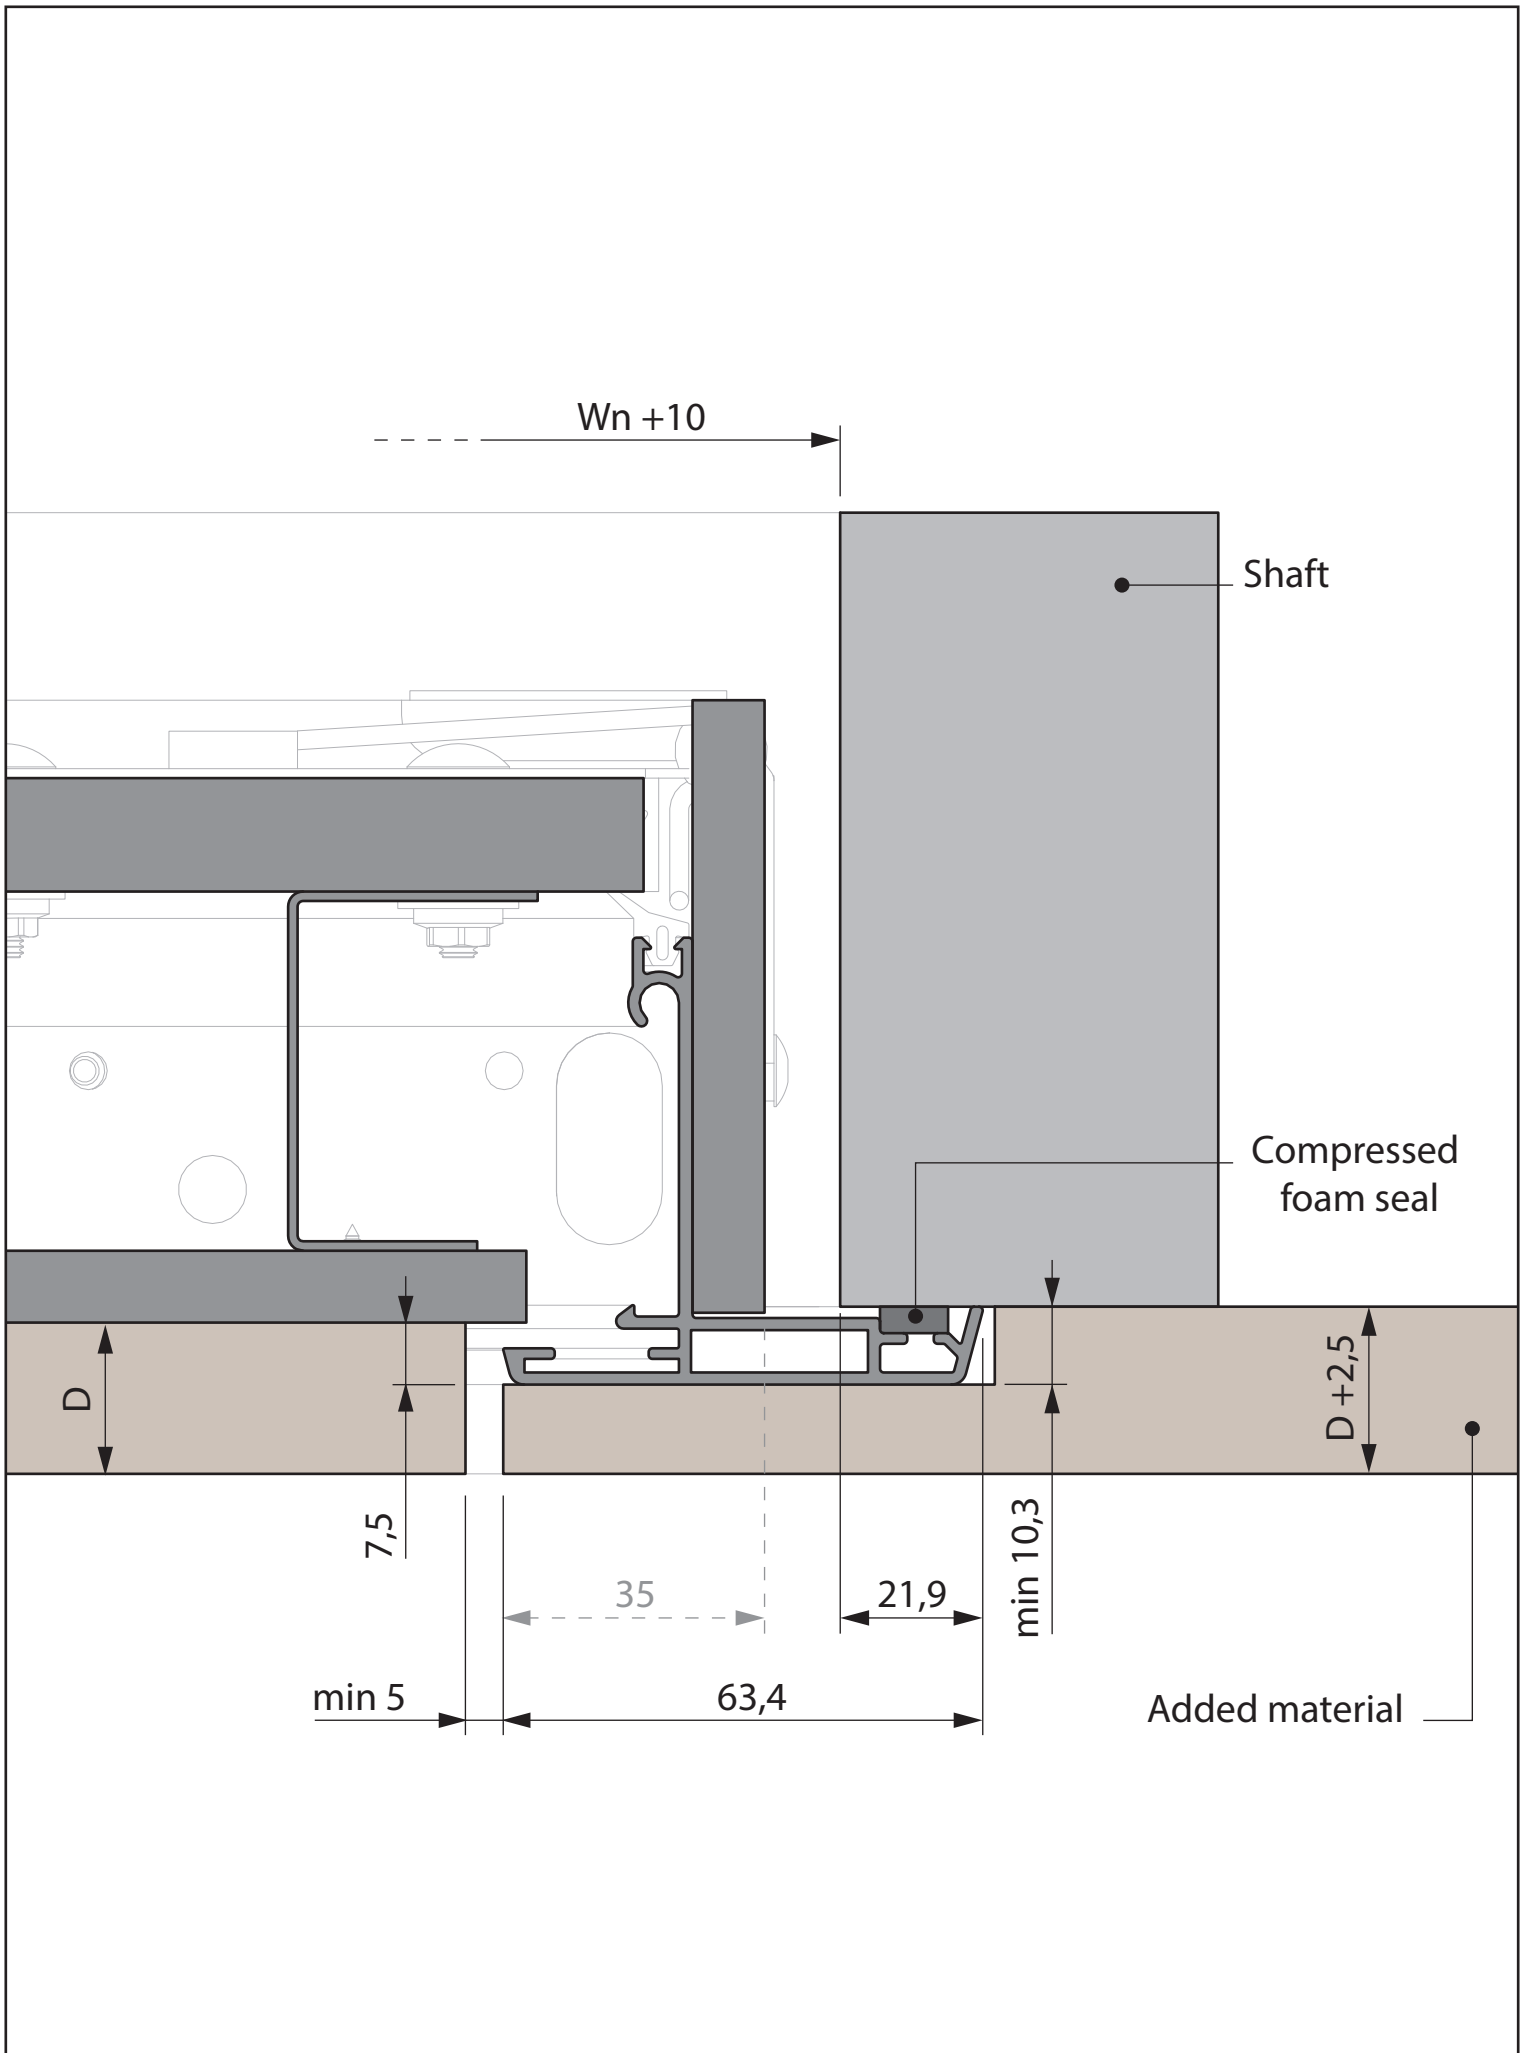 Wn +10
Shaft
Compressed
foam seal
D
D +2,5
7,5
min 10,3
35
21,9
min 5
63,4
Added material